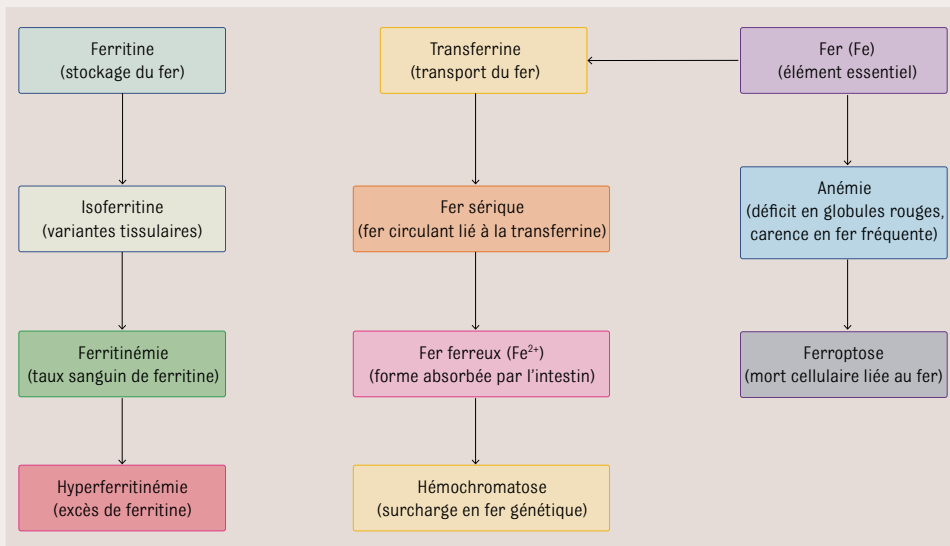 Ferritine
(stockage du fer)
Transferrine
(transport du fer)
Fer (Fe)
(élément essentiel)
Isoferritine
(variantes tissulaires)
Fer sérique
(fer circulant lié à la transferrine)
Anémie
(déficit en globules rouges,
carence en fer fréquente)
Ferritinémie
(taux sanguin de ferritine)
Fer ferreux (Fe²⁺)
(forme absorbée par l'intestin)
Ferroptose
(mort cellulaire liée au fer)
Hyperferritinémie
(excès de ferritine)
Hémochromatose
(surcharge en fer génétique)